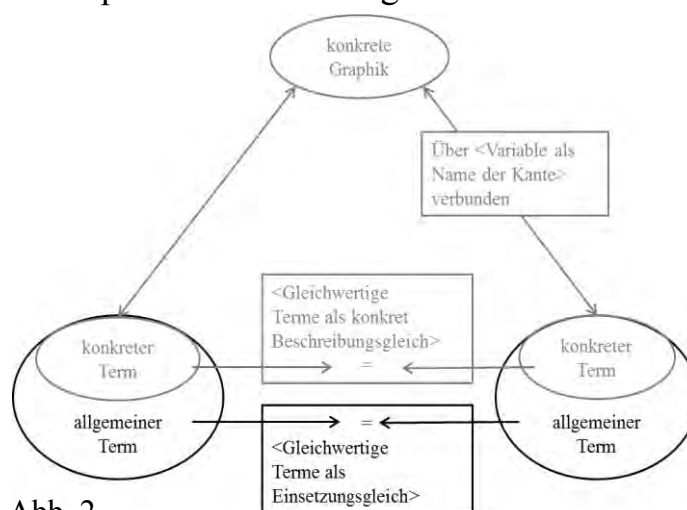 konkrete
Graphik
Über <Variable als
Name der Kante>
verbunden
<Gleichwertige
Terme als konkret
Beschreibungsgleich>
=
konkreter
Term
konkreter
Term
allgemeiner
Term
=
<Gleichwertige
Terme als
Einsetzungsgleich>
allgemeiner
Term
Abb. 2